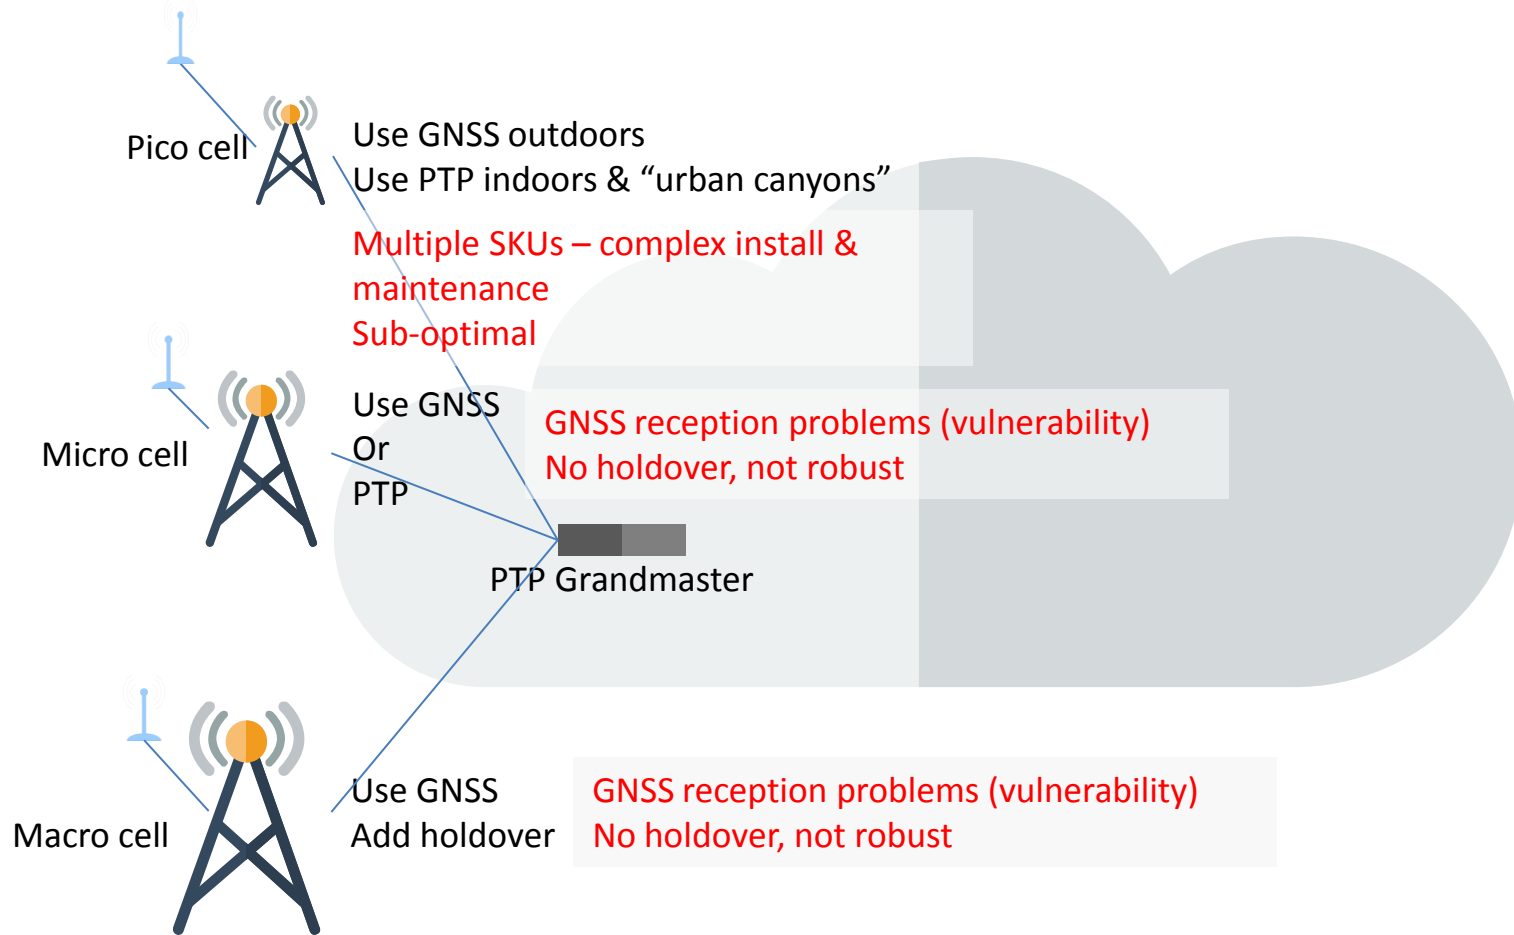 Pico cell
Use GNSS outdoors
Use PTP indoors & “urban canyons”
Multiple SKUs – complex install &
maintenance
Sub-optimal
Micro cell
Use GNSS
Or
PTP
GNSS reception problems (vulnerability)
No holdover, not robust
PTP Grandmaster
Macro cell
Use GNSS
Add holdover
GNSS reception problems (vulnerability)
No holdover, not robust